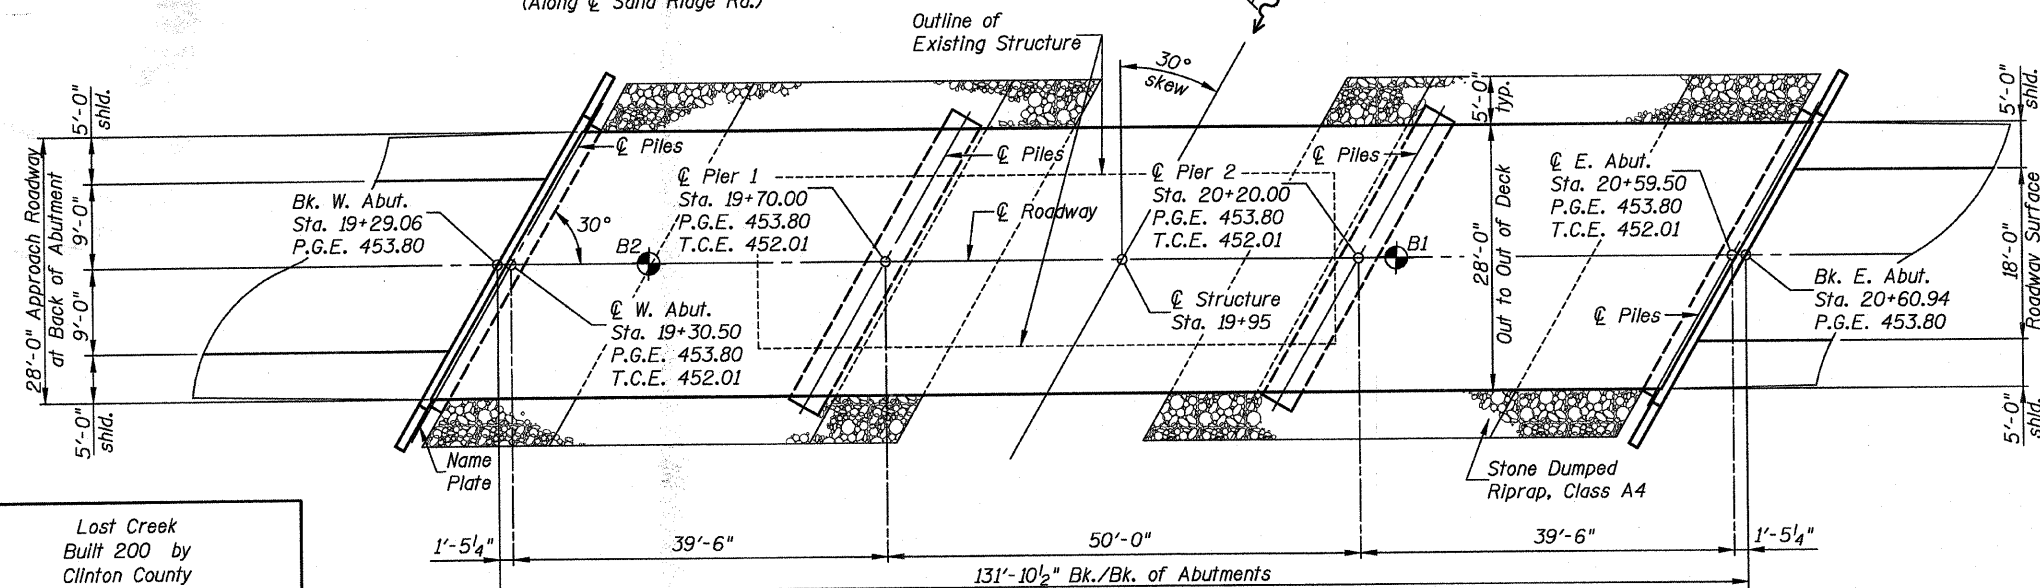 (Along ℄ Sand Ridge Rd.)
Outline of
Existing Structure
30°
skew
5'-0"
shld.
28'-0" Approach Roadway
at Back of Abutment
9'-0"
9'-0"
5'-0"
shld.
℄ Piles
Bk. W. Abut.
Sta. 19+29.06
P.G.E. 453.80
30°
B2
℄ Pier 1
Sta. 19+70.00
P.G.E. 453.80
T.C.E. 452.01
℄ Piles
℄ Roadway
℄ W. Abut.
Sta. 19+30.50
P.G.E. 453.80
T.C.E. 452.01
℄ Pier 2
Sta. 20+20.00
P.G.E. 453.80
T.C.E. 452.01
℄ Piles
B1
℄ Structure
Sta. 19+95
5'-0"
typ.
28'-0"
Out to Out of Deck
℄ E. Abut.
Sta. 20+59.50
P.G.E. 453.80
T.C.E. 452.01
℄ Piles
Bk. E. Abut.
Sta. 20+60.94
P.G.E. 453.80
5'-0"
shld.
18'-0"
Roadway Surface
5'-0"
shld.
Name
Plate
Stone Dumped
Riprap, Class A4
1'-5¼"
39'-6"
50'-0"
39'-6"
1'-5¼"
131'-10½" Bk./Bk. of Abutments
Lost Creek
Built 200 by
Clinton County